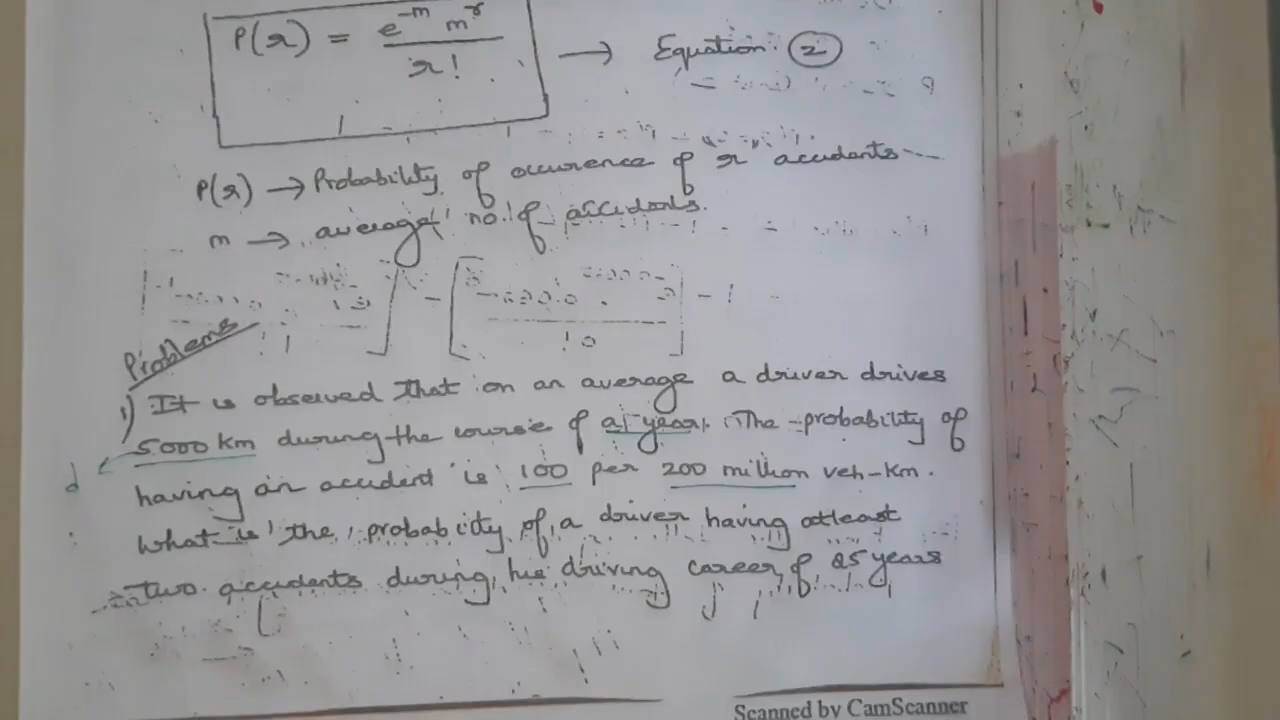 P(r) = e^-m m^r / r! → Equation ②
P(r) → Probability of occurence of r accidents
m → average no. of accidents.
Problems
1) It is observed that on an average a driver drives
5000 km during the course of a year. The probability of
d having an accident is 100 per 200 million veh-km.
What is the probability of a driver having atleast
two accidents during his driving career of 25 years
Scanned by CamScanner